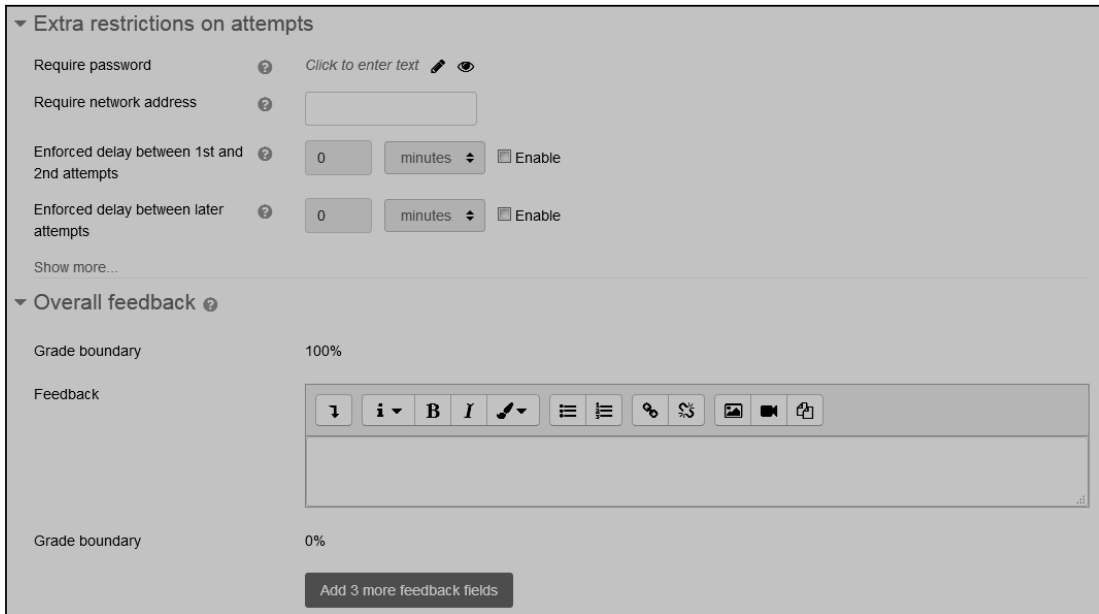 Extra restrictions on attempts
Require password Click to enter text
Require network address
Enforced delay between 1st and 2nd attempts 0 minutes Enable
Enforced delay between later attempts 0 minutes Enable
Show more...
Overall feedback
Grade boundary 100%
Feedback
i B I
Grade boundary 0%
Add 3 more feedback fields